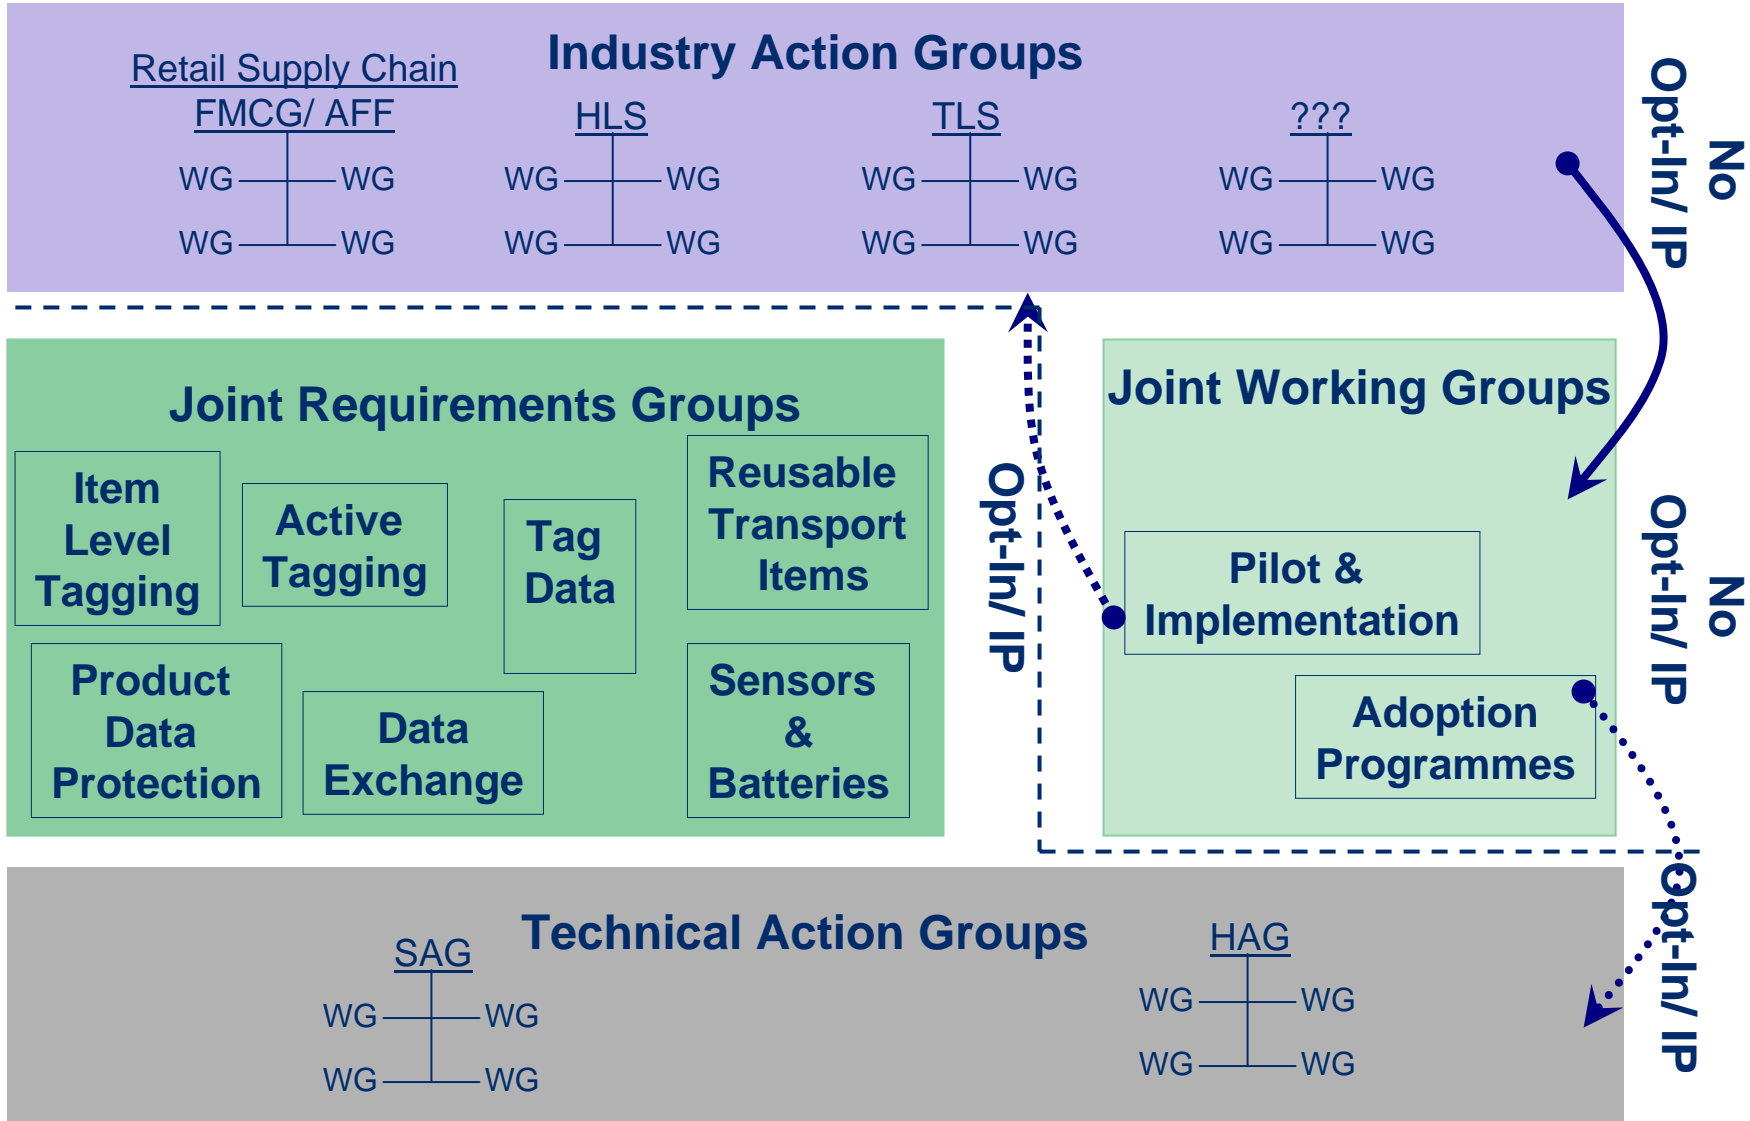 Industry Action Groups
Retail Supply Chain
FMCG/ AFF
HLS
TLS
???
WG WG WG WG WG WG WG WG
WG WG WG WG WG WG WG WG
No
Opt-In/ IP
Joint Requirements Groups
Item
Level
Tagging
Active
Tagging
Tag
Data
Reusable
Transport
Items
Product
Data
Protection
Data
Exchange
Sensors
&
Batteries
Opt-In/ IP
Joint Working Groups
Pilot &
Implementation
Adoption
Programmes
No
Opt-In/ IP
Technical Action Groups
SAG
WG WG
WG WG
HAG
WG WG
WG WG
Opt-In/ IP